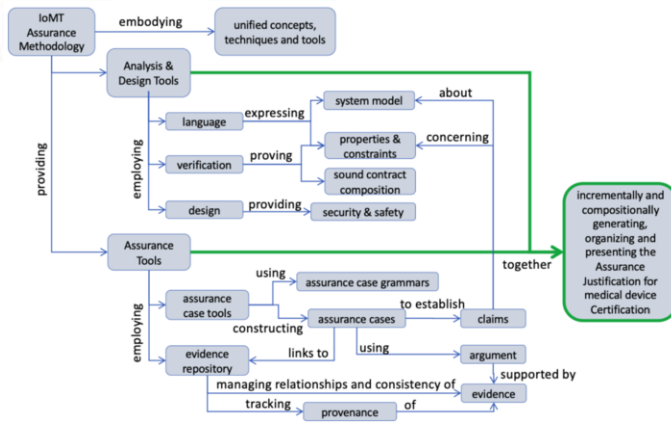 IoMT
Assurance
Methodology
embodying
unified concepts,
techniques and tools
Analysis &
Design Tools
language
expressing
system model
about
properties &
constraints
concerning
verification
proving
sound contract
composition
design
providing
security & safety
employing
providing
Assurance
Tools
together
incrementally and
compositionally
generating,
organizing and
presenting the
Assurance
Justification for
medical device
Certification
using
assurance case grammars
assurance
case tools
constructing
assurance cases
to establish
claims
employing
evidence
repository
links to
using
argument
supported by
managing relationships and consistency of
evidence
tracking
provenance
of